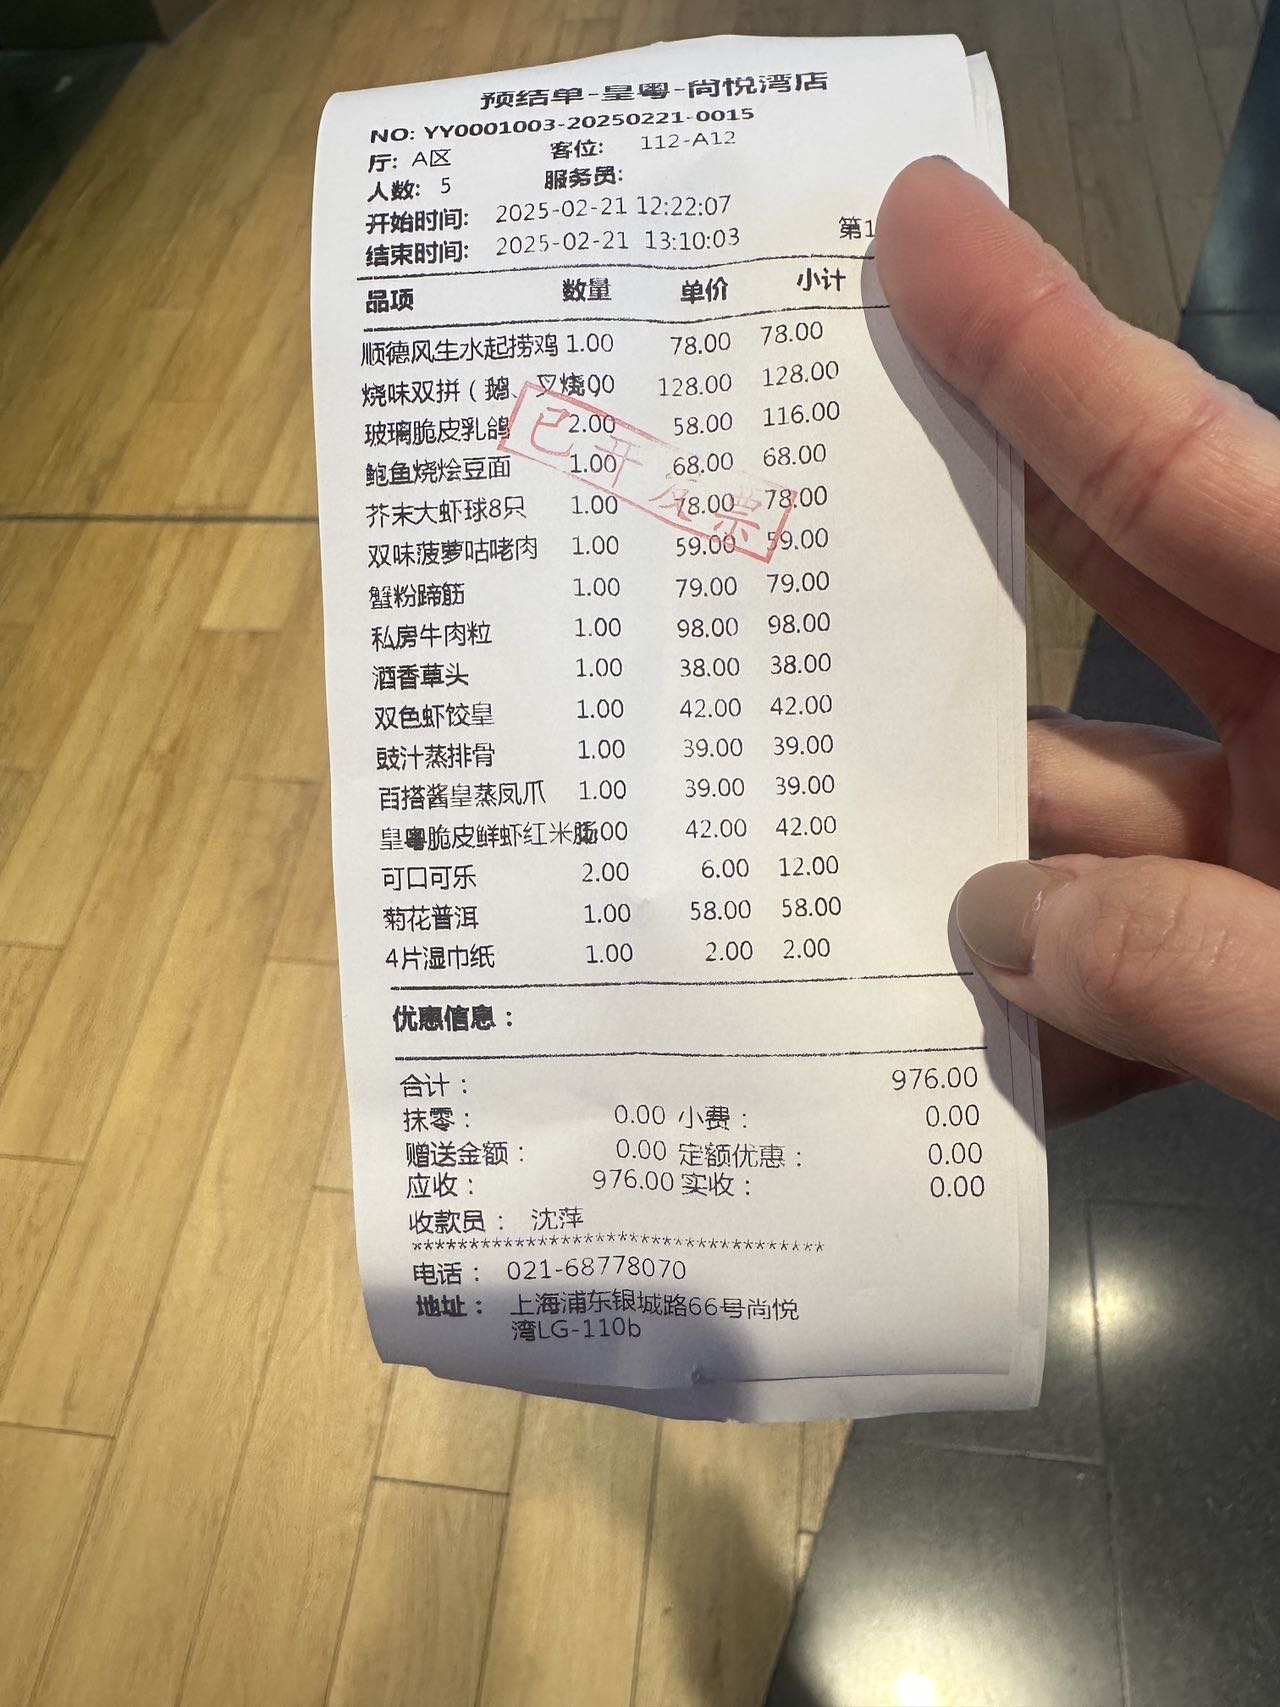 预结单-皇粤-尚悦湾店
NO: YY0001003-20250221-0015
厅: A区 客位: 112-A12
人数: 5 服务员:
开始时间: 2025-02-21 12:22:07
结束时间: 2025-02-21 13:10:03 第1
品项 数量 单价 小计
顺德风生水起捞鸡 1.00 78.00 78.00
烧味双拼（鹅、叉烧）00 128.00 128.00
玻璃脆皮乳鸽 2.00 58.00 116.00
鲍鱼烧烩豆面 1.00 68.00 68.00
芥末大虾球8只 1.00 78.00 78.00
双味菠萝咕咾肉 1.00 59.00 59.00
蟹粉蹄筋 1.00 79.00 79.00
私房牛肉粒 1.00 98.00 98.00
酒香草头 1.00 38.00 38.00
双色虾饺皇 1.00 42.00 42.00
豉汁蒸排骨 1.00 39.00 39.00
百搭酱皇蒸凤爪 1.00 39.00 39.00
皇粤脆皮鲜虾红米肠.00 42.00 42.00
可口可乐 2.00 6.00 12.00
菊花普洱 1.00 58.00 58.00
4片湿巾纸 1.00 2.00 2.00
已开发票
优惠信息：
合计： 976.00
抹零： 0.00 小费： 0.00
赠送金额： 0.00 定额优惠： 0.00
应收： 976.00 实收： 0.00
收款员： 沈萍
************************************
电话： 021-68778070
地址： 上海浦东银城路66号尚悦
湾LG-110b